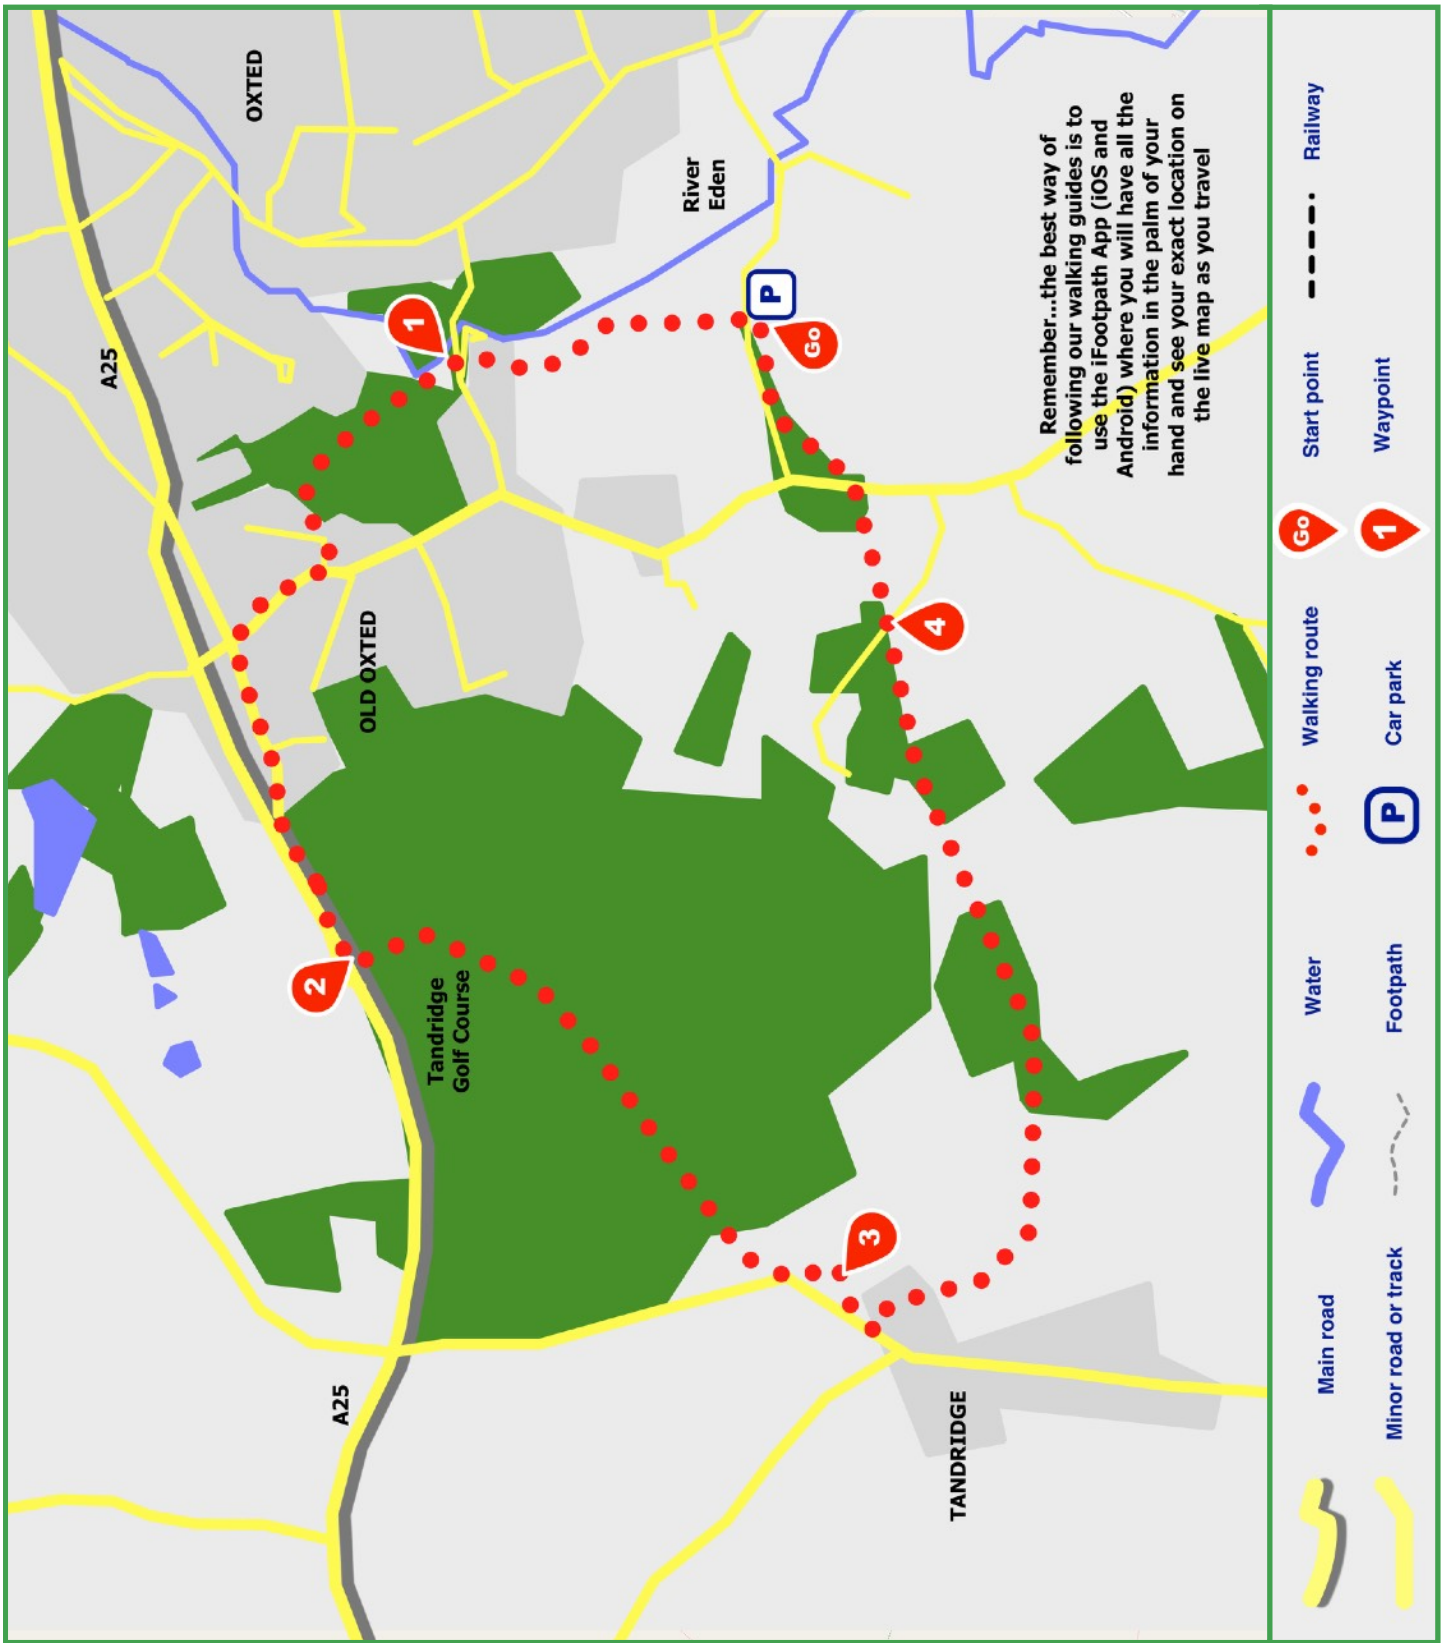 A25
OXTED
2
A25
OLD OXTED
1
Tandridge
Golf Course
River
Eden
P
Go
3
4
TANDRIDGE
Remember...the best way of
following our walking guides is to
use the iFootpath App (iOS and
Android) where you will have all the
information in the palm of your
hand and see your exact location on
the live map as you travel
Main road
Water
Walking route
Go
Start point
Railway
Minor road or track
Footpath
P
Car park
1
Waypoint